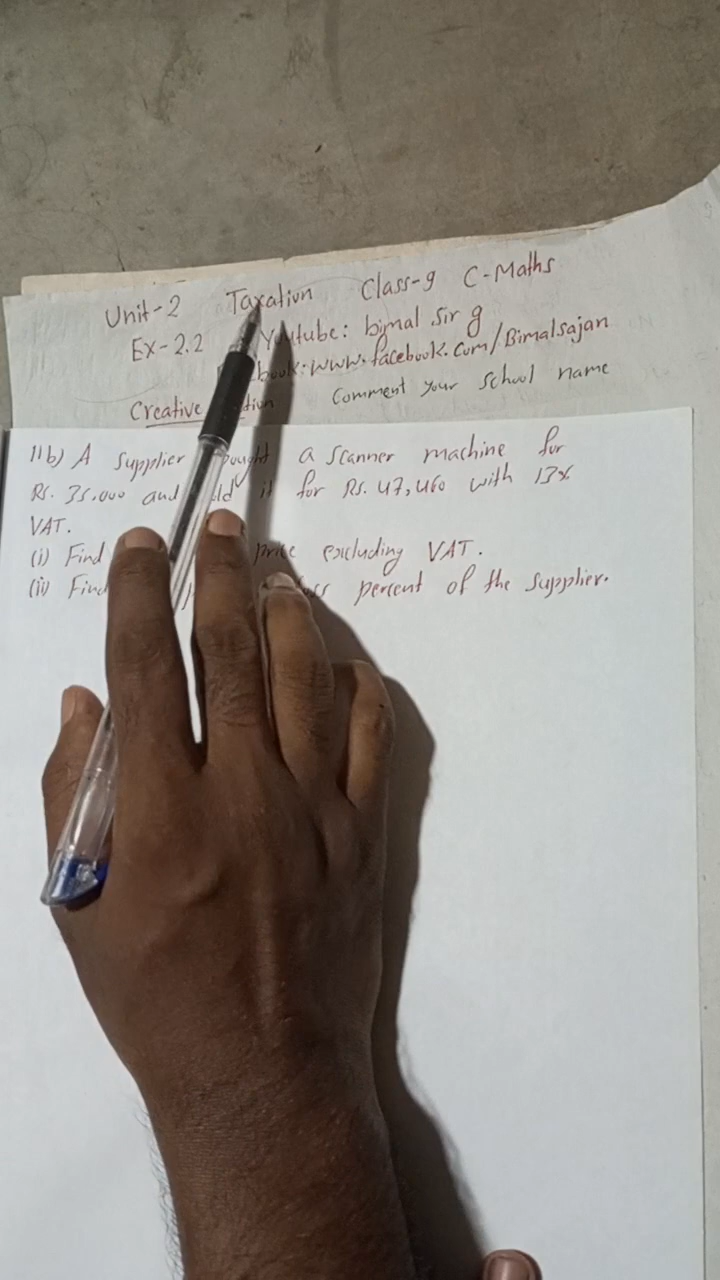 Unit-2 Taxation Class-9 C-Maths
Ex-2.2 Youtube: bimal sir g
book:www.facebook.com/Bimalsajan
Creative Comment your school name
11b) A supplier bought a scanner machine for
Rs. 35,000 and it for Rs. 47,460 with 13%
VAT.
(i) Find price excluding VAT.
(ii) Find percent of the supplier.